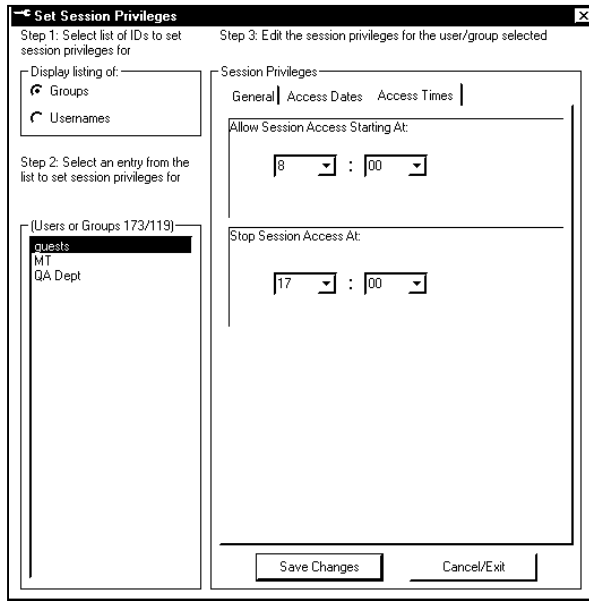 Set Session Privileges
Step 1: Select list of IDs to set
session privileges for
Display listing of:
Groups
Usernames
Step 2: Select an entry from the
list to set session privileges for
(Users or Groups 173/119)
guests
MT
QA Dept
Step 3: Edit the session privileges for the user/group selected
Session Privileges
General
Access Dates
Access Times
Allow Session Access Starting At:
8 : 00
Stop Session Access At:
17 : 00
Save Changes
Cancel/Exit